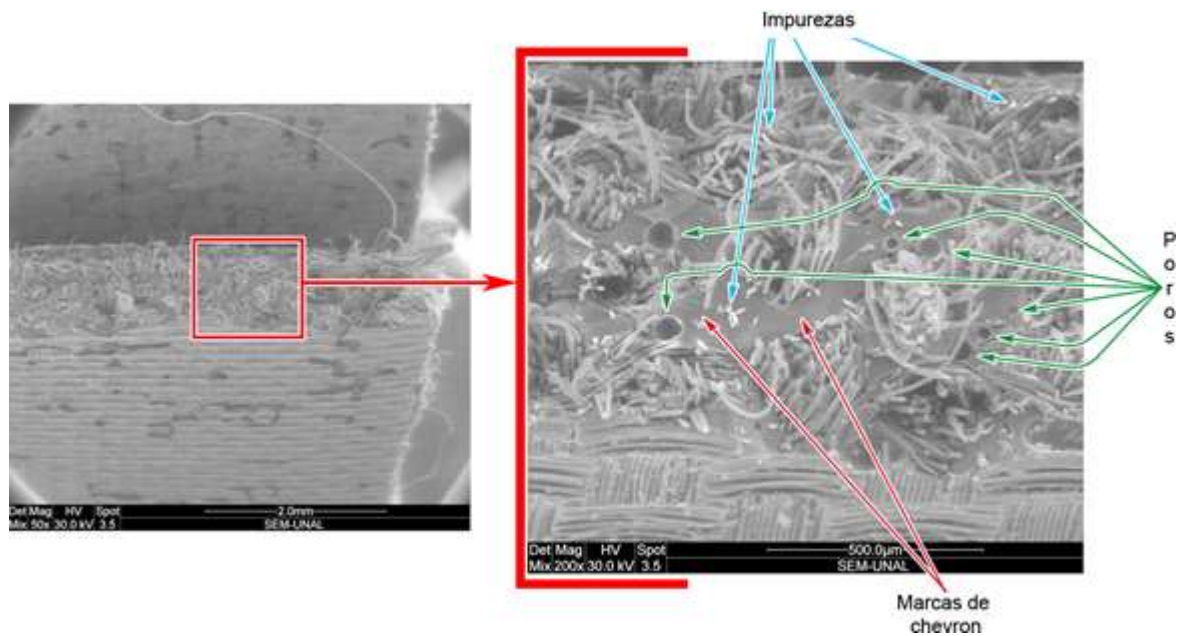 Impurezas
Poros
Det Mag HV Spot 2.0mm
Mix 50x 30.0 kV 3.5 SEM-UNAL
Det Mag HV Spot 500.0µm
Mix 200x 30.0 kV 3.5 SEM-UNAL
Marcas de
chevron